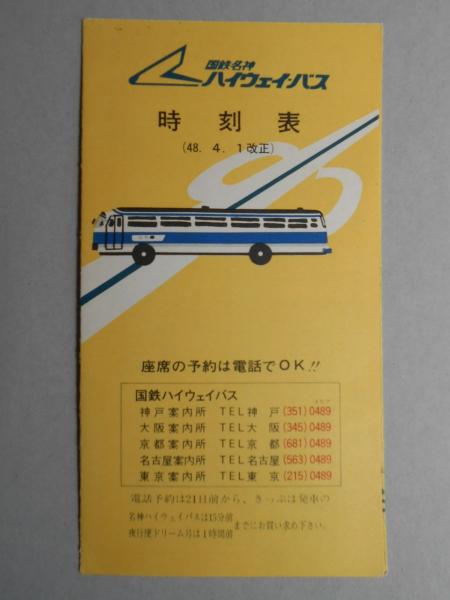 国鉄名神
ハイウェイ・バス
時刻表
(48. 4. 1改正)
座席の予約は電話でOK!!
国鉄ハイウェイバス
神戸案内所 TEL神戸(351)0489
大阪案内所 TEL大阪(345)0489
京都案内所 TEL京都(681)0489
名古屋案内所 TEL名古屋(563)0489
東京案内所 TEL東京(215)0489
電話予約は21日前から、きっぷは発車の
名神ハイウェイバスは15分前
夜行便ドリーム号は1時間前
までにお買い求め下さい。